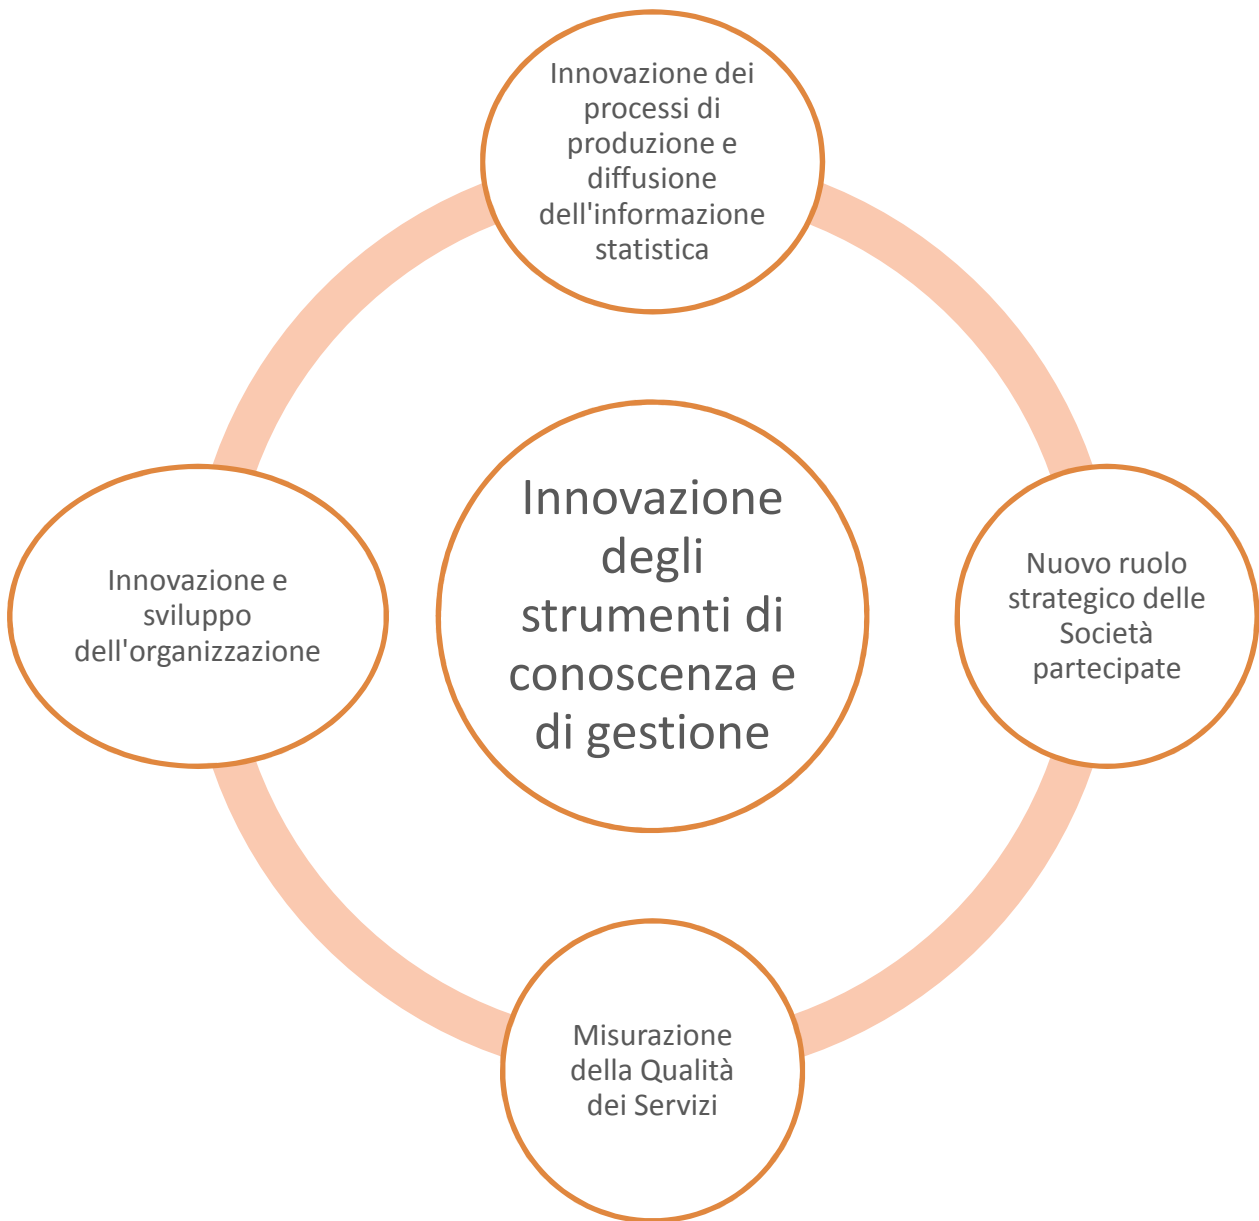 Innovazione dei
processi di
produzione e
diffusione
dell'informazione
statistica
Innovazione
degli
strumenti di
conoscenza e
di gestione
Nuovo ruolo
strategico delle
Società
partecipate
Misurazione
della Qualità
dei Servizi
Innovazione e
sviluppo
dell'organizzazione